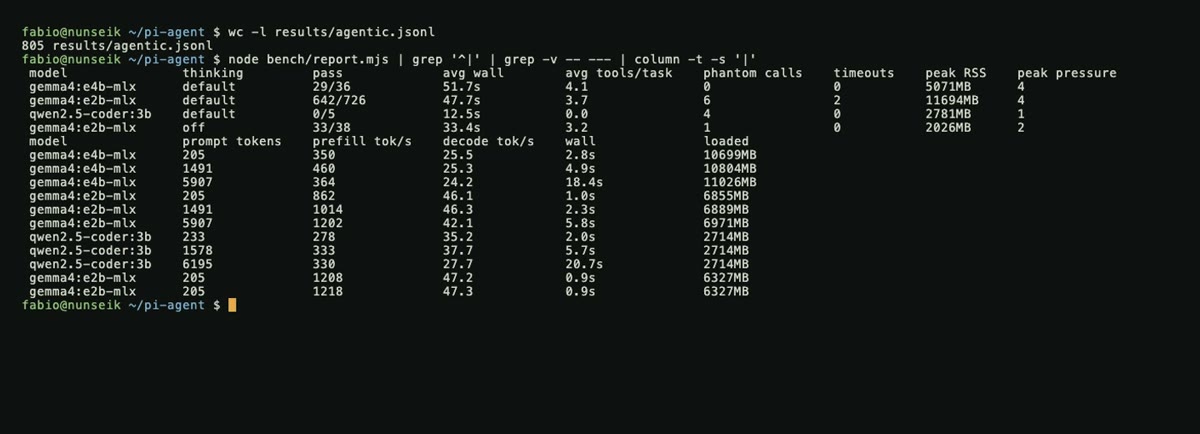 fabio@nunseik ~/pi-agent $ wc -l results/agentic.jsonl
805 results/agentic.jsonl
fabio@nunseik ~/pi-agent $ node bench/report.mjs | grep '^|' | grep -v -- --- | column -t -s '|'
model thinking pass avg wall avg tools/task phantom calls timeouts peak RSS peak pressure
gemma4:e4b-mlx default 29/36 51.7s 4.1 0 0 5071MB 4
gemma4:e2b-mlx default 642/726 47.7s 3.7 6 2 11694MB 4
qwen2.5-coder:3b default 0/5 12.5s 0.0 4 0 2781MB 1
gemma4:e2b-mlx off 33/38 33.4s 3.2 1 0 2026MB 2
model prompt tokens prefill tok/s decode tok/s wall loaded
gemma4:e4b-mlx 205 350 25.5 2.8s 10699MB
gemma4:e4b-mlx 1491 460 25.3 4.9s 10804MB
gemma4:e4b-mlx 5907 364 24.2 18.4s 11026MB
gemma4:e2b-mlx 205 862 46.1 1.0s 6855MB
gemma4:e2b-mlx 1491 1014 46.3 2.3s 6889MB
gemma4:e2b-mlx 5907 1202 42.1 5.8s 6971MB
qwen2.5-coder:3b 233 278 35.2 2.0s 2714MB
qwen2.5-coder:3b 1578 333 37.7 5.7s 2714MB
qwen2.5-coder:3b 6195 330 27.7 20.7s 2714MB
gemma4:e2b-mlx 205 1208 47.2 0.9s 6327MB
gemma4:e2b-mlx 205 1218 47.3 0.9s 6327MB
fabio@nunseik ~/pi-agent $